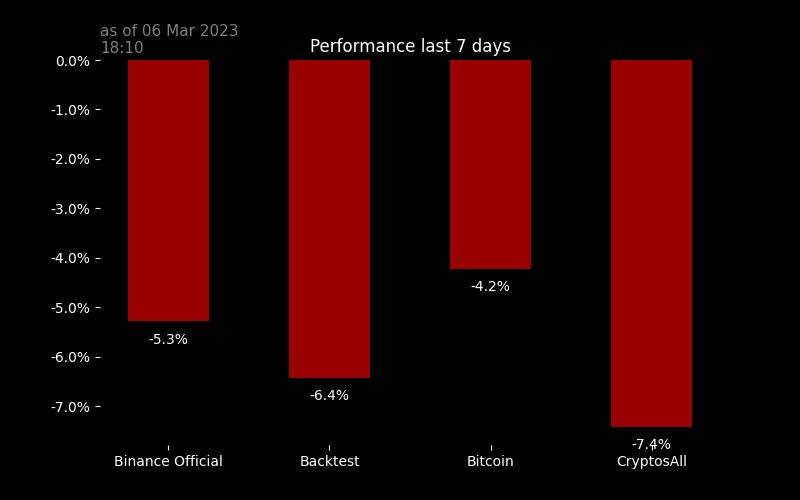 as of 06 Mar 2023
18:10
Performance last 7 days
0.0%
-1.0%
-2.0%
-3.0%
-4.0%
-5.0%
-6.0%
-7.0%
-5.3%
-6.4%
-4.2%
-7.4%
Binance Official
Backtest
Bitcoin
CryptosAll